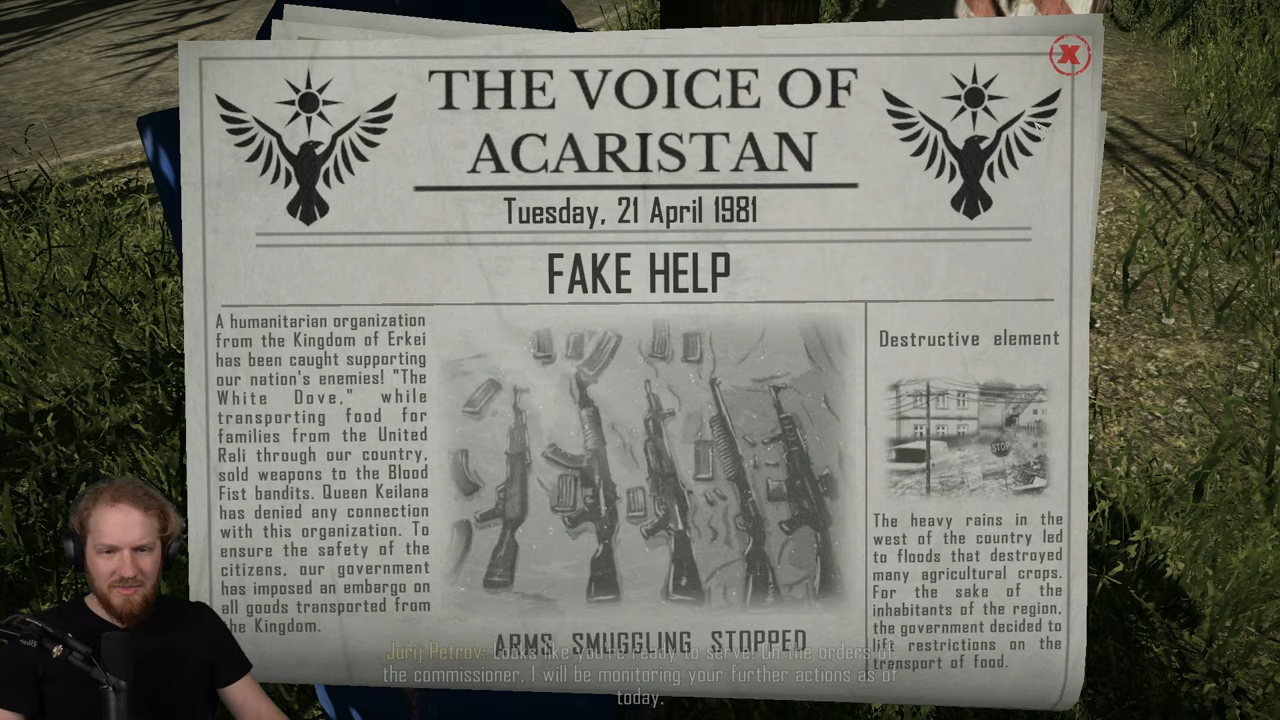 X
THE VOICE OF
ACARISTAN
Tuesday, 21 April 1981
FAKE HELP
A humanitarian organization
from the Kingdom of Erkei
has been caught supporting
our nation's enemies! "The
White Dove," while
transporting food for
families from the United
Rali through our country,
sold weapons to the Blood
Fist bandits. Queen Keilana
has denied any connection
with this organization. To
ensure the safety of the
citizens, our government
has imposed an embargo on
all goods transported from
the Kingdom.
ARMS SMUGGLING STOPPED
Destructive element
STOP
The heavy rains in the
west of the country led
to floods that destroyed
many agricultural crops.
For the sake of the
inhabitants of the region,
the government decided to
lift restrictions on the
transport of food.
Jurij Petrov: Looks like you're ready to serve! On the orders of
the commissioner, I will be monitoring your further actions as of
today.